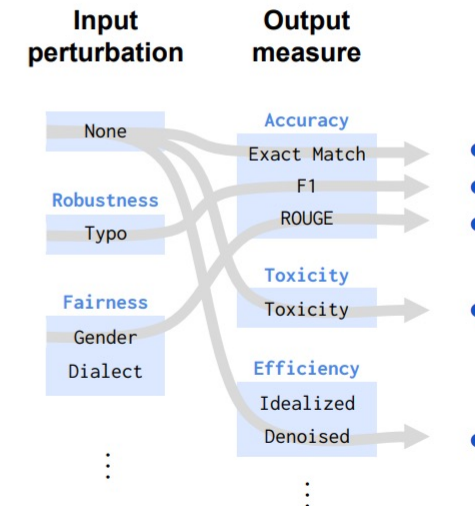 Input
perturbation
Output
measure
None
Robustness
Typo
Fairness
Gender
Dialect
⋮
Accuracy
Exact Match
F1
ROUGE
Toxicity
Toxicity
Efficiency
Idealized
Denoised
⋮